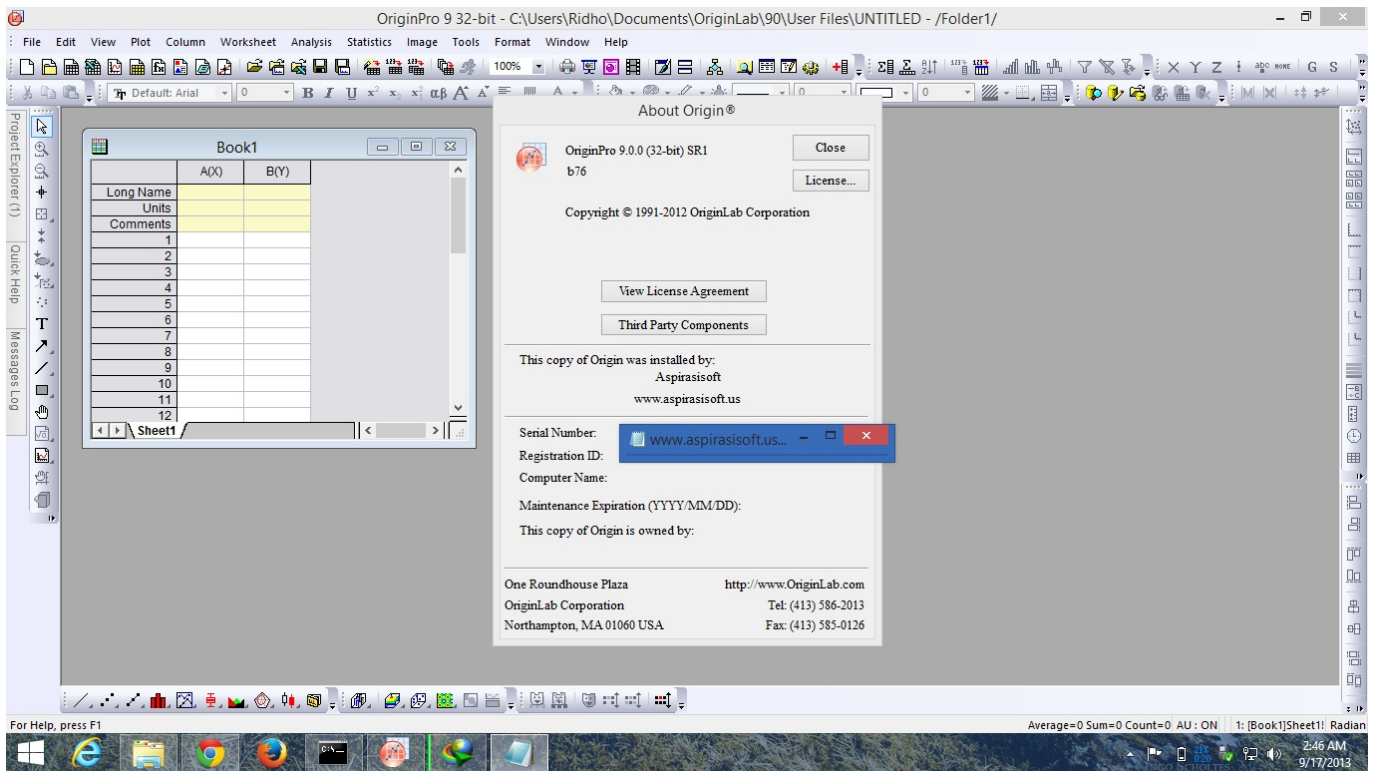 OriginPro 9 32-bit - C:\Users\Ridho\Documents\OriginLab\90\User Files\UNTITLED - /Folder1/
File Edit View Plot Column Worksheet Analysis Statistics Image Tools Format Window Help
100%
X Y Z
G S
Default: Arial 0 B I U x² x₂ αβ A
0
0
Project Explorer (1)
Quick Help
Messages Log
T
Book1
A(X) B(Y)
Long Name
Units
Comments
1
2
3
4
5
6
7
8
9
10
11
12
Sheet1
About Origin®
OriginPro 9.0.0 (32-bit) SR1
b76
Close
License...
Copyright © 1991-2012 OriginLab Corporation
View License Agreement
Third Party Components
This copy of Origin was installed by:
Aspirasisoft
www.aspirasisoft.us
Serial Number:
www.aspirasisoft.us...
Registration ID:
Computer Name:
Maintenance Expiration (YYYY/MM/DD):
This copy of Origin is owned by:
One Roundhouse Plaza http://www.OriginLab.com
OriginLab Corporation Tel: (413) 586-2013
Northampton, MA 01060 USA Fax: (413) 585-0126
For Help, press F1
Average=0 Sum=0 Count=0 AU : ON 1: [Book1]Sheet1! Radian
2:46 AM
9/17/2013